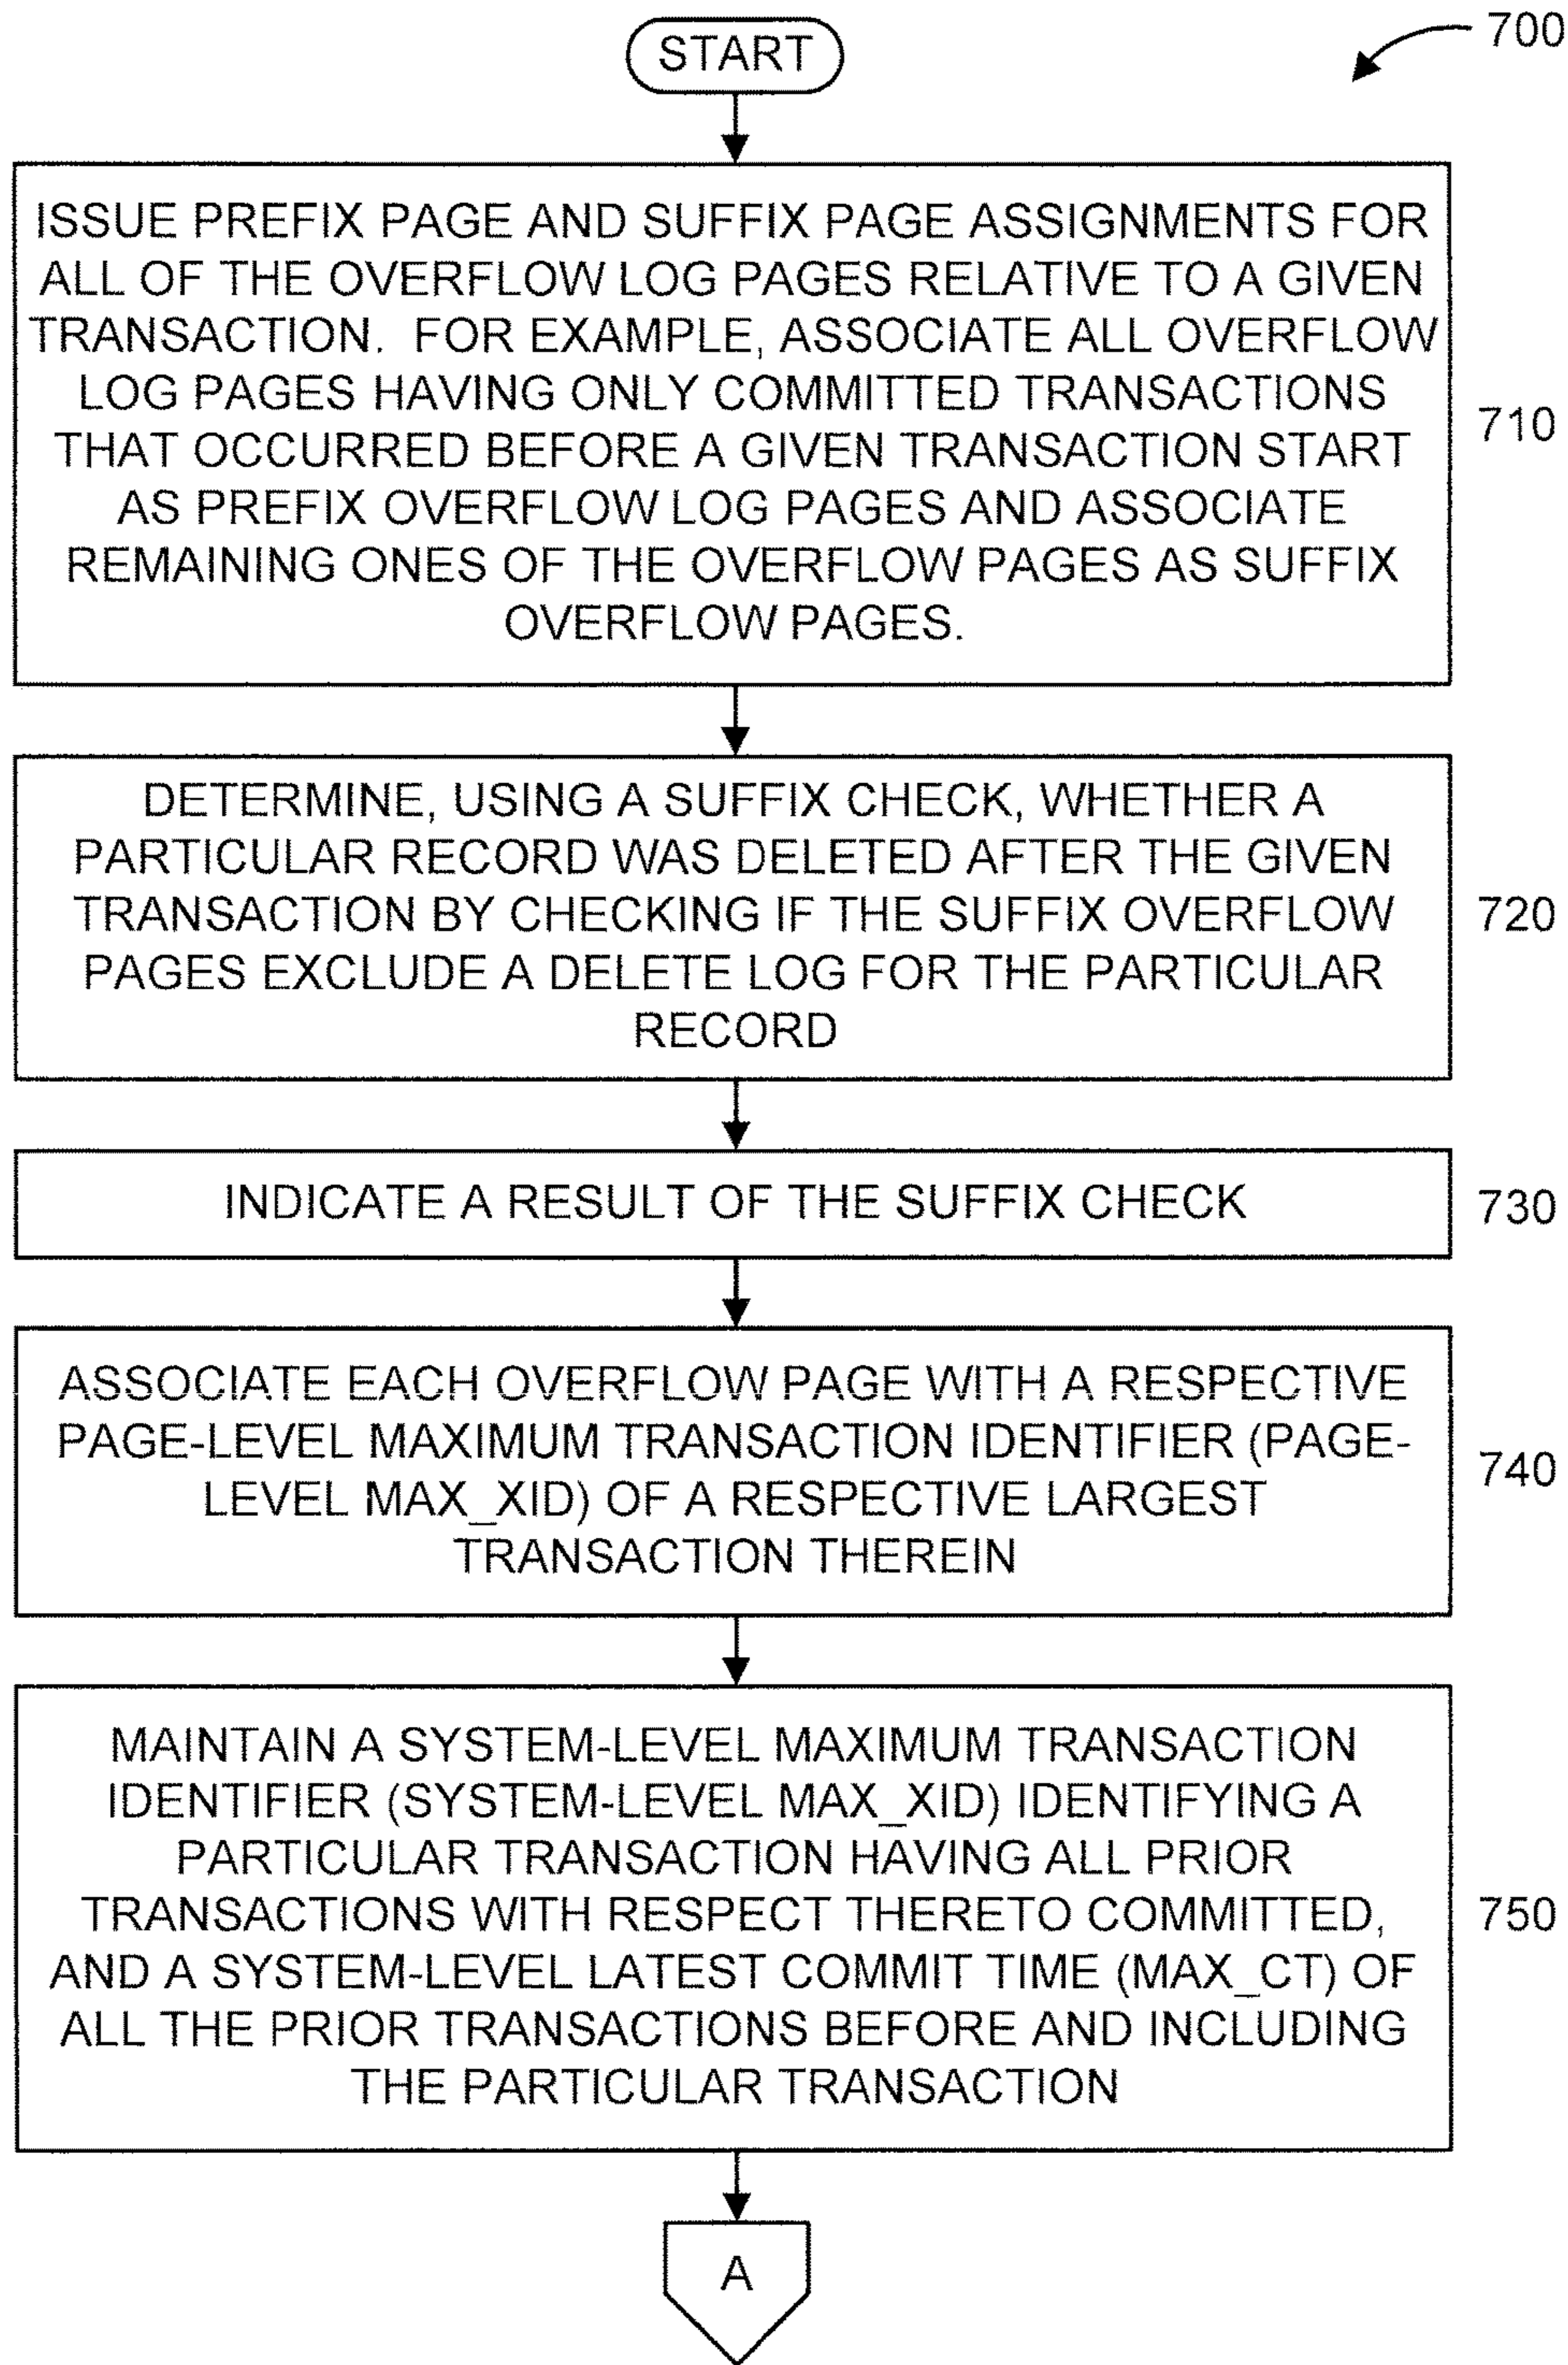 START
700
ISSUE PREFIX PAGE AND SUFFIX PAGE ASSIGNMENTS FOR
ALL OF THE OVERFLOW LOG PAGES RELATIVE TO A GIVEN
TRANSACTION. FOR EXAMPLE, ASSOCIATE ALL OVERFLOW
LOG PAGES HAVING ONLY COMMITTED TRANSACTIONS
THAT OCCURRED BEFORE A GIVEN TRANSACTION START
AS PREFIX OVERFLOW LOG PAGES AND ASSOCIATE
REMAINING ONES OF THE OVERFLOW PAGES AS SUFFIX
OVERFLOW PAGES.
710
DETERMINE, USING A SUFFIX CHECK, WHETHER A
PARTICULAR RECORD WAS DELETED AFTER THE GIVEN
TRANSACTION BY CHECKING IF THE SUFFIX OVERFLOW
PAGES EXCLUDE A DELETE LOG FOR THE PARTICULAR
RECORD
720
INDICATE A RESULT OF THE SUFFIX CHECK
730
ASSOCIATE EACH OVERFLOW PAGE WITH A RESPECTIVE
PAGE-LEVEL MAXIMUM TRANSACTION IDENTIFIER (PAGE-
LEVEL MAX_XID) OF A RESPECTIVE LARGEST
TRANSACTION THEREIN
740
MAINTAIN A SYSTEM-LEVEL MAXIMUM TRANSACTION
IDENTIFIER (SYSTEM-LEVEL MAX_XID) IDENTIFYING A
PARTICULAR TRANSACTION HAVING ALL PRIOR
TRANSACTIONS WITH RESPECT THERETO COMMITTED,
AND A SYSTEM-LEVEL LATEST COMMIT TIME (MAX_CT) OF
ALL THE PRIOR TRANSACTIONS BEFORE AND INCLUDING
THE PARTICULAR TRANSACTION
750
A